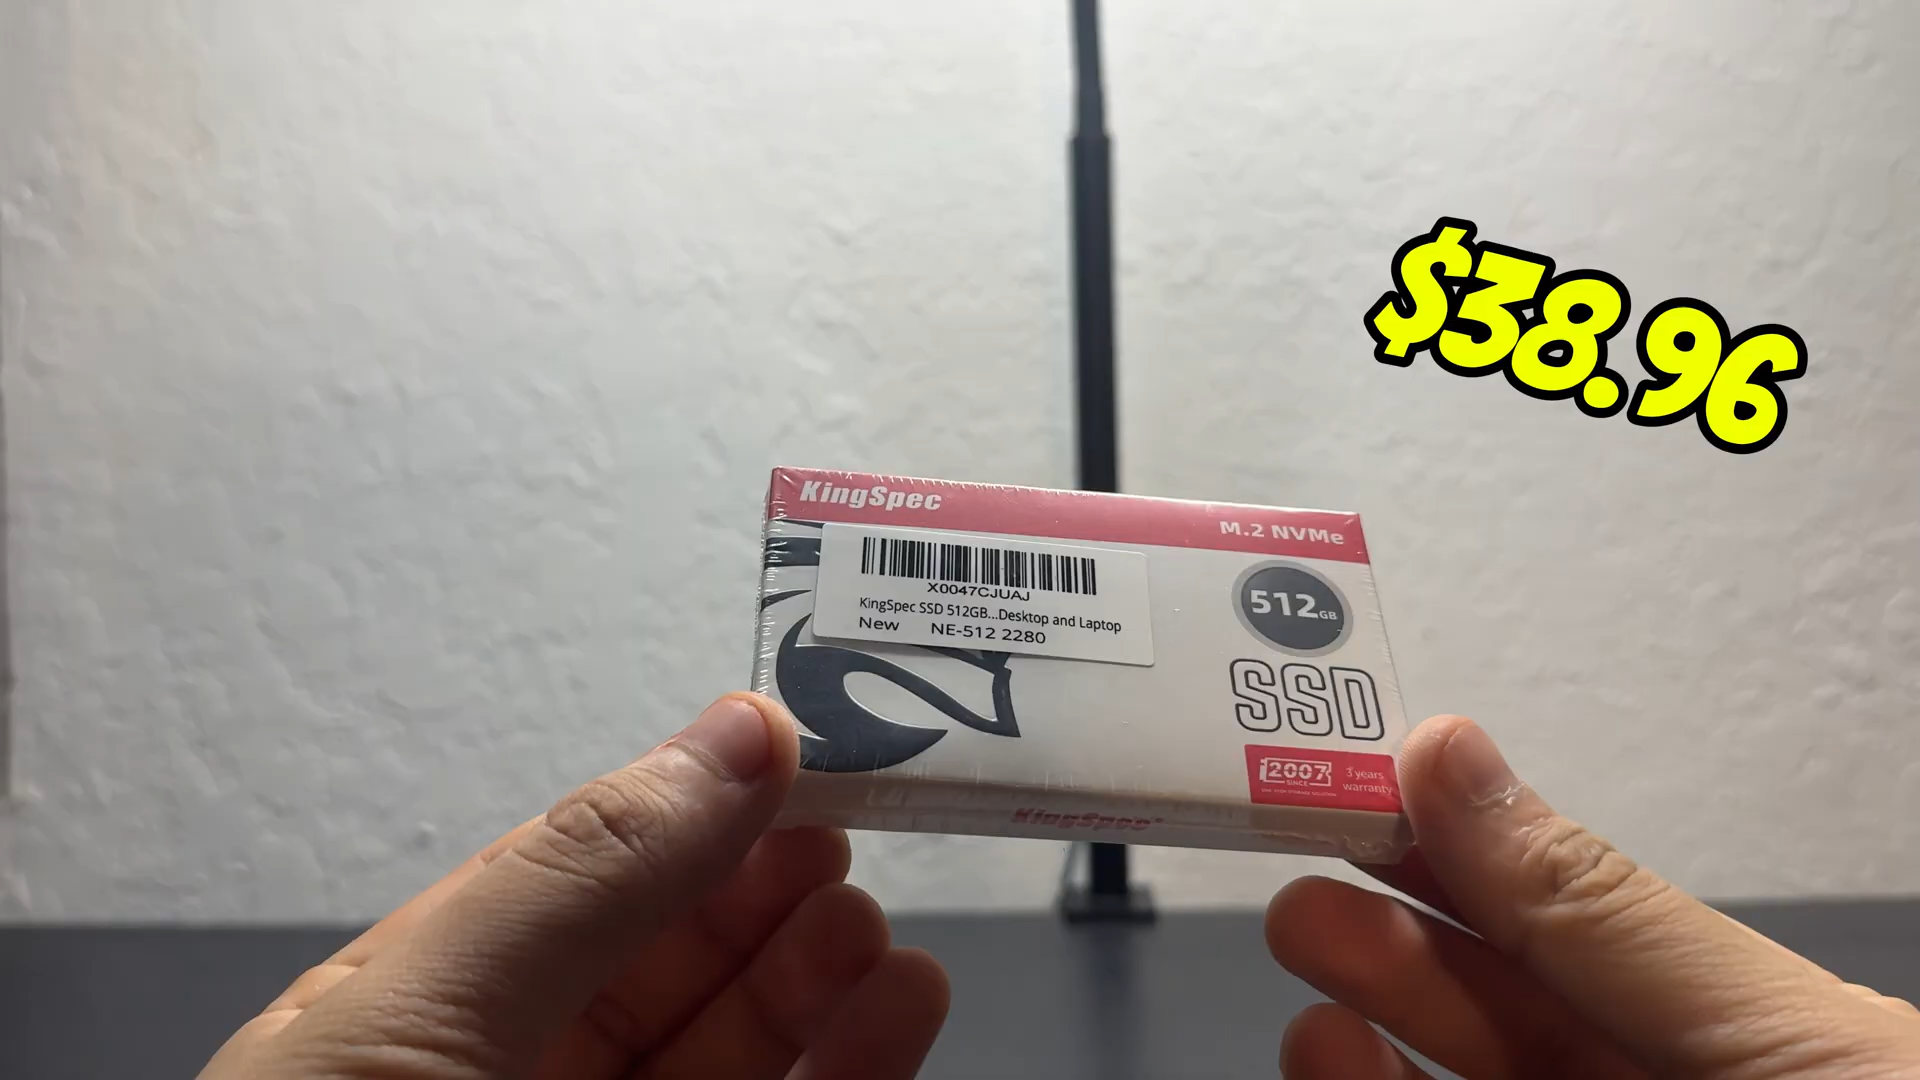 $38.96
KingSpec
M.2 NVMe
X0047CJUAJ
KingSpec SSD 512GB...Desktop and Laptop
New NE-512 2280
512GB
SSD
2007
SINCE
3 years
warranty
KingSpec